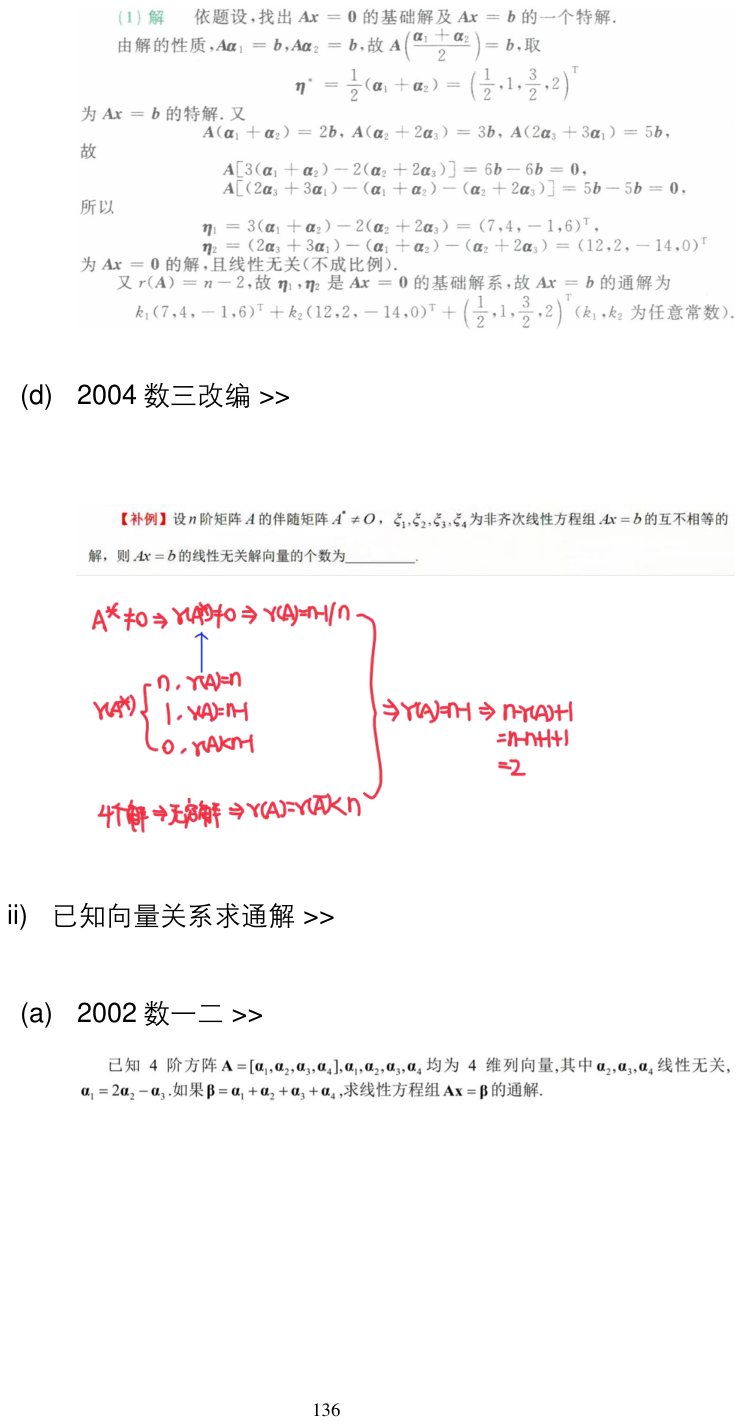 (1) 解 依题设,找出 Ax = 0 的基础解及 Ax = b 的一个特解.
由解的性质,Aα₁ = b,Aα₂ = b,故 A((α₁ + α₂)/2) = b,取
η* = 1/2(α₁ + α₂) = (1/2,1,3/2,2)ᵀ
为 Ax = b 的特解. 又
A(α₁ + α₂) = 2b, A(α₂ + 2α₃) = 3b, A(2α₃ + 3α₁) = 5b,
故
A[3(α₁ + α₂) − 2(α₂ + 2α₃)] = 6b − 6b = 0,
A[(2α₃ + 3α₁) − (α₁ + α₂) − (α₂ + 2α₃)] = 5b − 5b = 0,
所以
η₁ = 3(α₁ + α₂) − 2(α₂ + 2α₃) = (7,4,−1,6)ᵀ,
η₂ = (2α₃ + 3α₁) − (α₁ + α₂) − (α₂ + 2α₃) = (12,2,−14,0)ᵀ
为 Ax = 0 的解,且线性无关(不成比例).
又 r(A) = n − 2,故 η₁,η₂ 是 Ax = 0 的基础解系,故 Ax = b 的通解为
k₁(7,4,−1,6)ᵀ + k₂(12,2,−14,0)ᵀ + (1/2,1,3/2,2)ᵀ (k₁,k₂ 为任意常数).
(d) 2004 数三改编 >>
【补例】设 n 阶矩阵 A 的伴随矩阵 A* ≠ O，ξ₁,ξ₂,ξ₃,ξ₄ 为非齐次线性方程组 Ax = b 的互不相等的
解，则 Ax = b 的线性无关解向量的个数为________.
A*≠0⇒r(A*)≠0⇒r(A)=n-1/n
r(A*) { n, r(A)=n
1, r(A)=n-1
0, r(A)<n-1
⇒r(A)=n-1⇒n-r(A)+1
=n-n+1+1
=2
4个解⇒无穷解⇒r(A)=r(Ā)<n
ii) 已知向量关系求通解 >>
(a) 2002 数一二 >>
已知 4 阶方阵 A = [α₁,α₂,α₃,α₄],α₁,α₂,α₃,α₄ 均为 4 维列向量,其中 α₂,α₃,α₄ 线性无关,
α₁ = 2α₂ − α₃.如果 β = α₁ + α₂ + α₃ + α₄,求线性方程组 Ax = β 的通解.
136